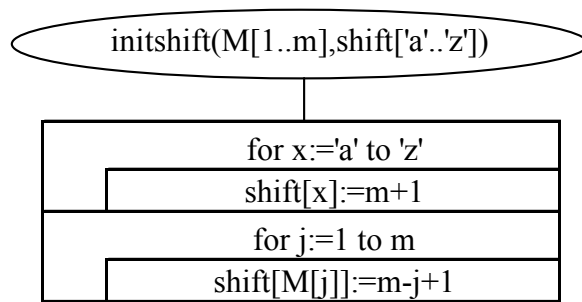 initshift(M[1..m],shift['a'..'z'])
for x:='a' to 'z'
shift[x]:=m+1
for j:=1 to m
shift[M[j]]:=m-j+1